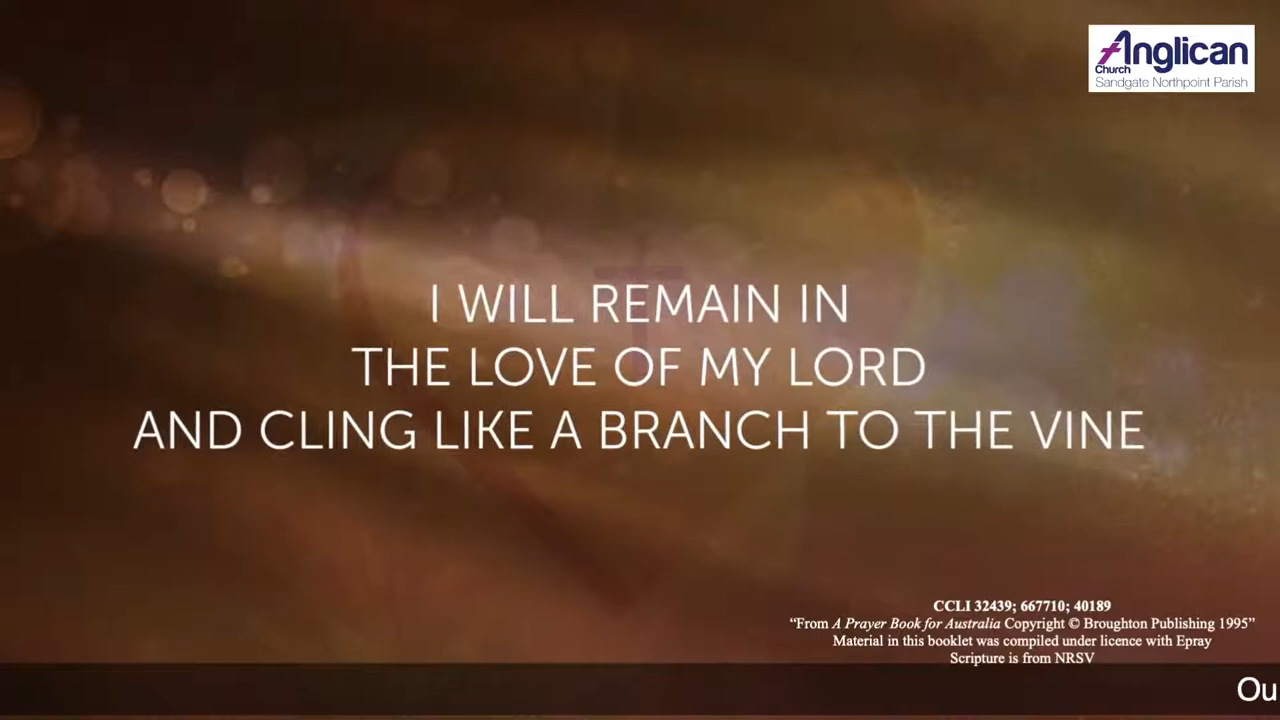 Anglican
Church
Sandgate Northpoint Parish
I WILL REMAIN IN
THE LOVE OF MY LORD
AND CLING LIKE A BRANCH TO THE VINE
CCLI 32439; 667710; 40189
“From A Prayer Book for Australia Copyright © Broughton Publishing 1995”
Material in this booklet was compiled under licence with Epray
Scripture is from NRSV
Ou